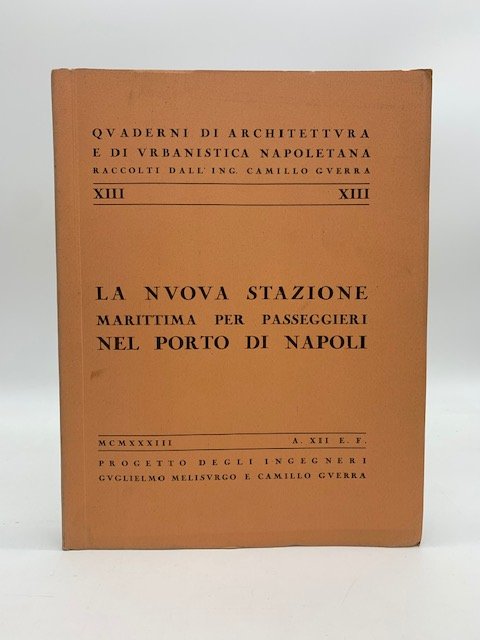 QVADERNI DI ARCHITETTVRA
E DI VRBANISTICA NAPOLETANA
RACCOLTI DALL'ING. CAMILLO GVERRA
XIII XIII
LA NVOVA STAZIONE
MARITTIMA PER PASSEGGIERI
NEL PORTO DI NAPOLI
MCMXXXIII A. XII E. F.
PROGETTO DEGLI INGEGNERI
GVGLIELMO MELISVRGO E CAMILLO GVERRA